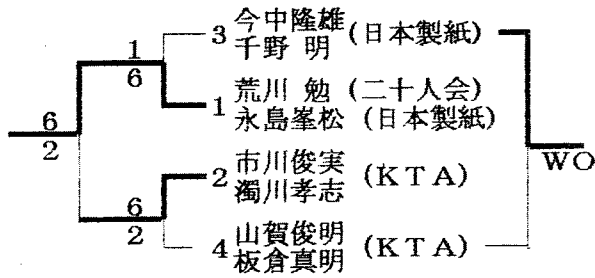 3 今中隆雄 (日本製紙)
千野 明
1
6
1 荒川 勉 (二十人会)
永島峯松 (日本製紙)
6
2
WO
2 市川俊実 (KTA)
濁川孝志
6
2
4 山賀俊明 (KTA)
板倉真明